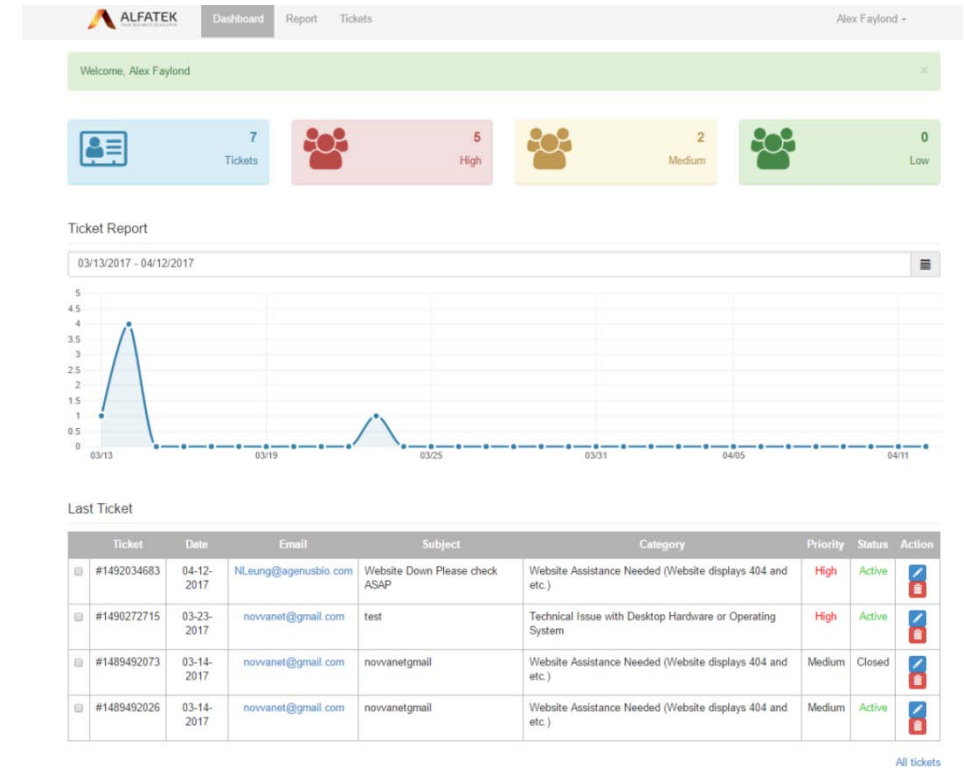 ALFATEK
Dashboard Report Tickets Alex Faylond
Welcome, Alex Faylond ×
7 Tickets
5 High
2 Medium
0 Low
Ticket Report
03/13/2017 - 04/12/2017
5
4.5
4
3.5
3
2.5
2
1.5
1
0.5
0
03/13 03/19 03/25 03/31 04/05 04/11
Last Ticket
Ticket Date Email Subject Category Priority Status Action
#1492034683 04-12-2017 NLeung@agenusbio.com Website Down Please check ASAP Website Assistance Needed (Website displays 404 and etc.) High Active
#1490272715 03-23-2017 novvanet@gmail.com test Technical Issue with Desktop Hardware or Operating System High Active
#1489492073 03-14-2017 novvanet@gmail.com novvanetgmail Website Assistance Needed (Website displays 404 and etc.) Medium Closed
#1489492026 03-14-2017 novvanet@gmail.com novvanetgmail Website Assistance Needed (Website displays 404 and etc.) Medium Active
All tickets